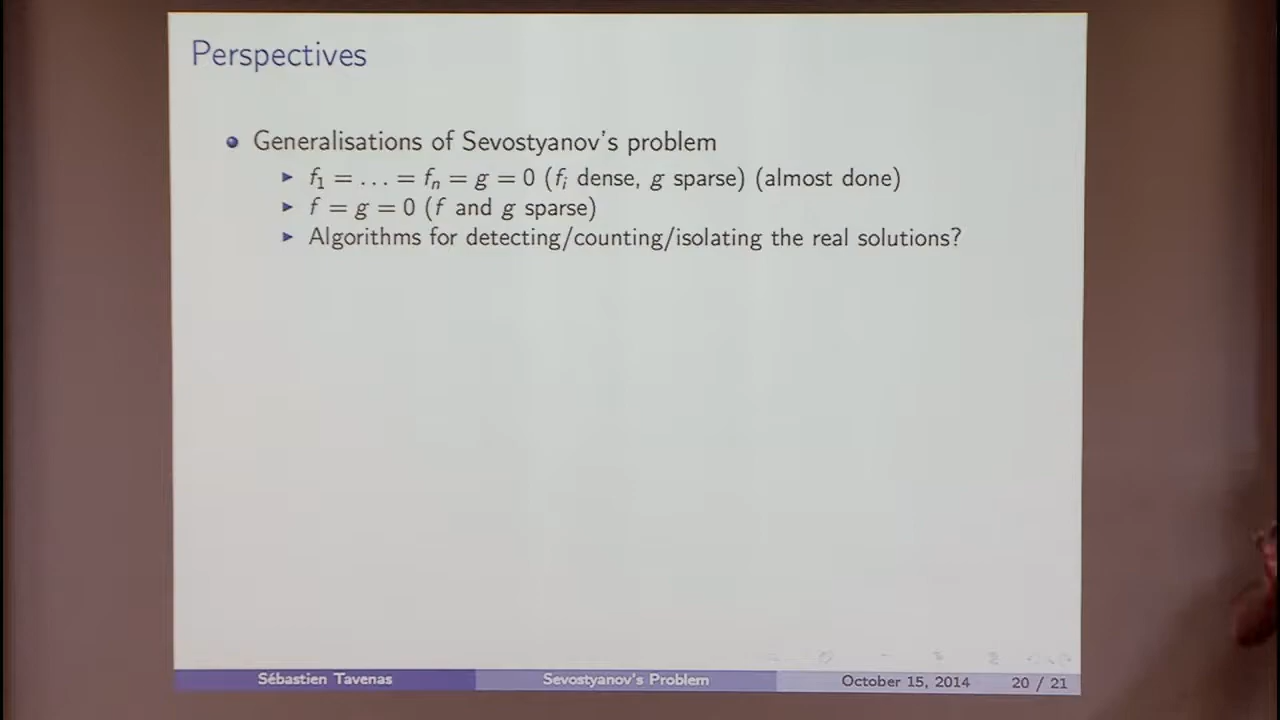 Perspectives
Generalisations of Sevostyanov's problem
f₁ = … = fₙ = g = 0 (fᵢ dense, g sparse) (almost done)
f = g = 0 (f and g sparse)
Algorithms for detecting/counting/isolating the real solutions?
Sébastien Tavenas Sevostyanov's Problem October 15, 2014 20 / 21